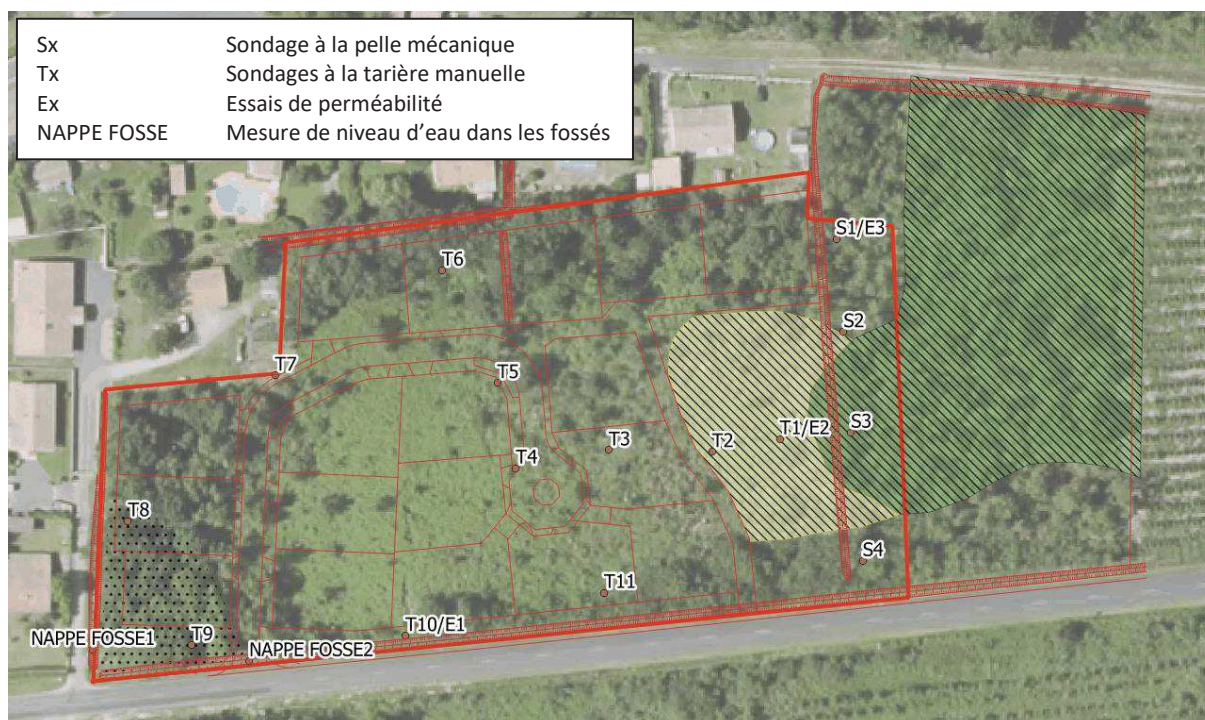 Sx Sondage à la pelle mécanique
Tx Sondages à la tarière manuelle
Ex Essais de perméabilité
NAPPE FOSSE Mesure de niveau d'eau dans les fossés
S1/E3
T6
S2
T7
T5
S3
T1/E2
T3
T2
T4
T8
S4
T11
T10/E1
NAPPE FOSSE1
T9
NAPPE FOSSE2